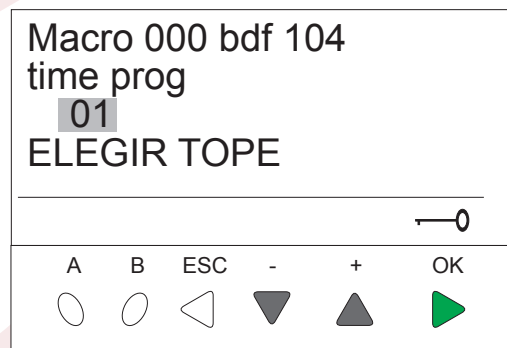 Macro 000 bdf 104
time prog
01
ELEGIR TOPE
A B ESC - + OK